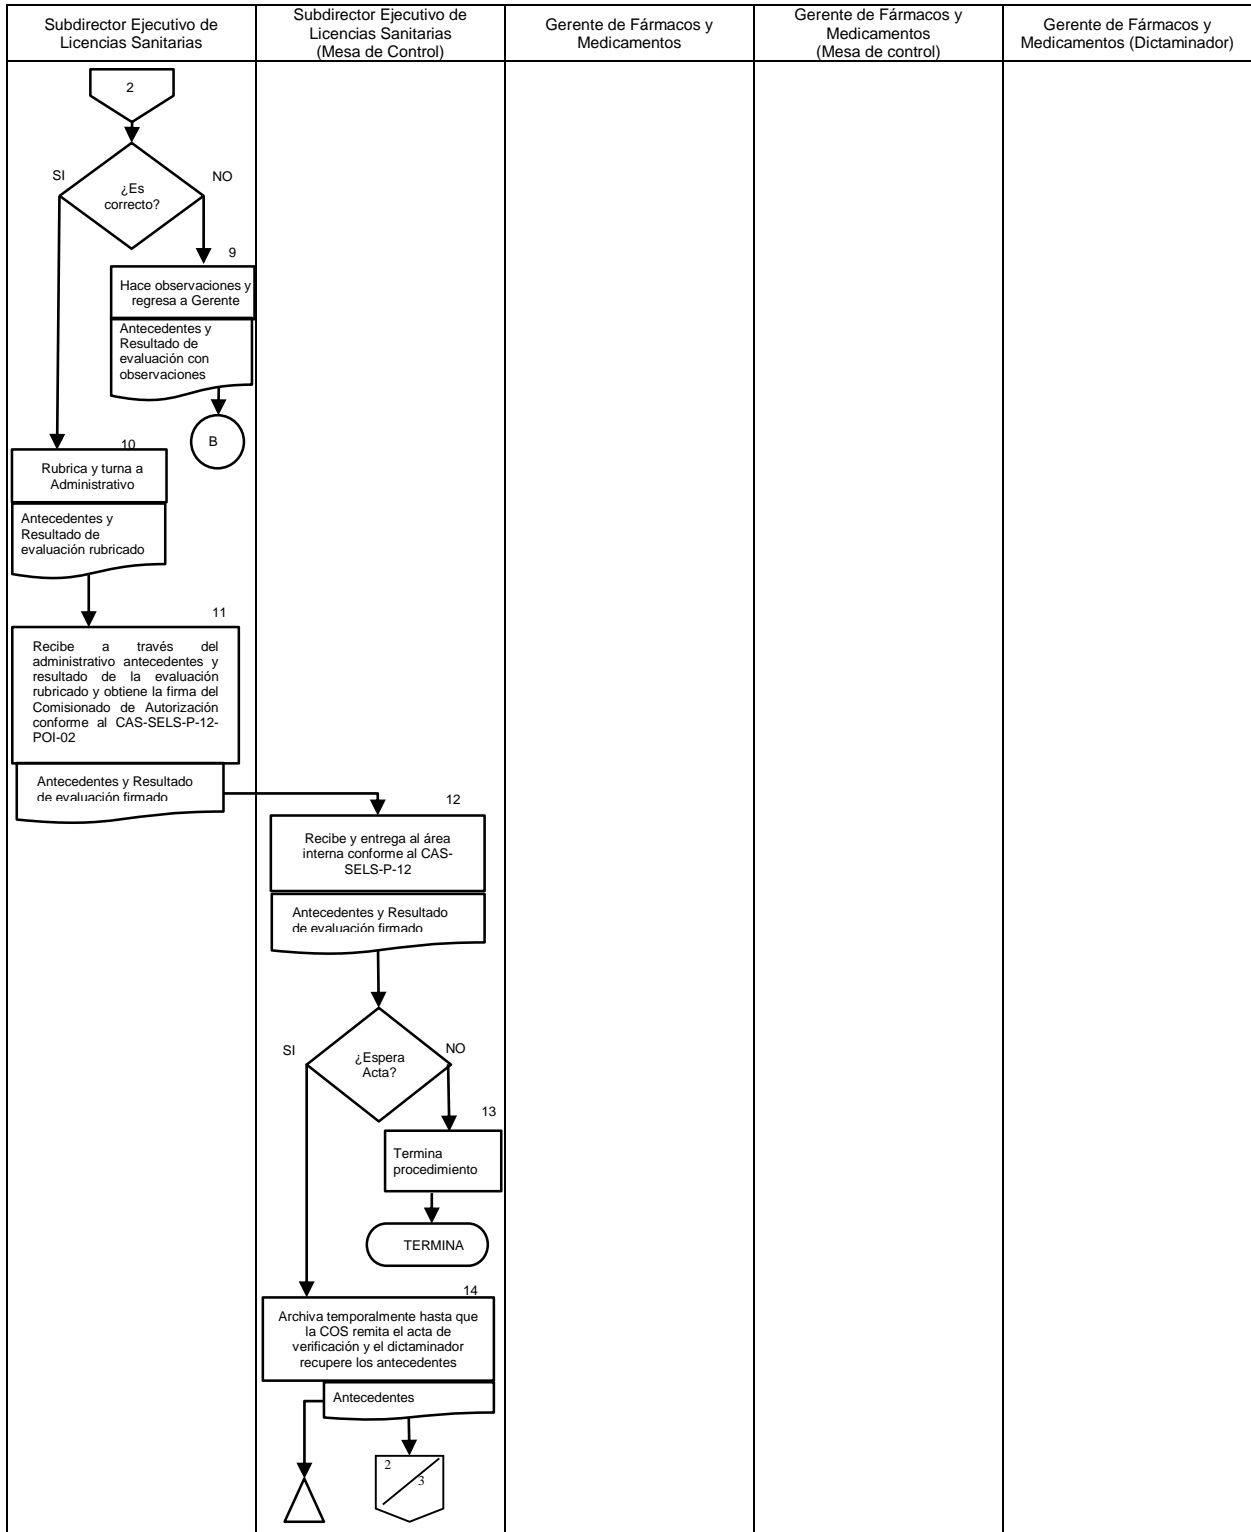 Subdirector Ejecutivo de
Licencias Sanitarias
Subdirector Ejecutivo de
Licencias Sanitarias
(Mesa de Control)
Gerente de Fármacos y
Medicamentos
Gerente de Fármacos y
Medicamentos
(Mesa de control)
Gerente de Fármacos y
Medicamentos (Dictaminador)
2
¿Es
correcto?
SI
NO
9
Hace observaciones y
regresa a Gerente
Antecedentes y
Resultado de
evaluación con
observaciones
B
10
Rubrica y turna a
Administrativo
Antecedentes y
Resultado de
evaluación rubricado
11
Recibe a través del
administrativo antecedentes y
resultado de la evaluación
rubricado y obtiene la firma del
Comisionado de Autorización
conforme al CAS-SELS-P-12-
POI-02
Antecedentes y Resultado
de evaluación firmado
12
Recibe y entrega al área
interna conforme al CAS-
SELS-P-12
Antecedentes y Resultado
de evaluación firmado
¿Espera
Acta?
SI
NO
13
Termina
procedimiento
TERMINA
14
Archiva temporalmente hasta que
la COS remita el acta de
verificación y el dictaminador
recupere los antecedentes
Antecedentes
2
3